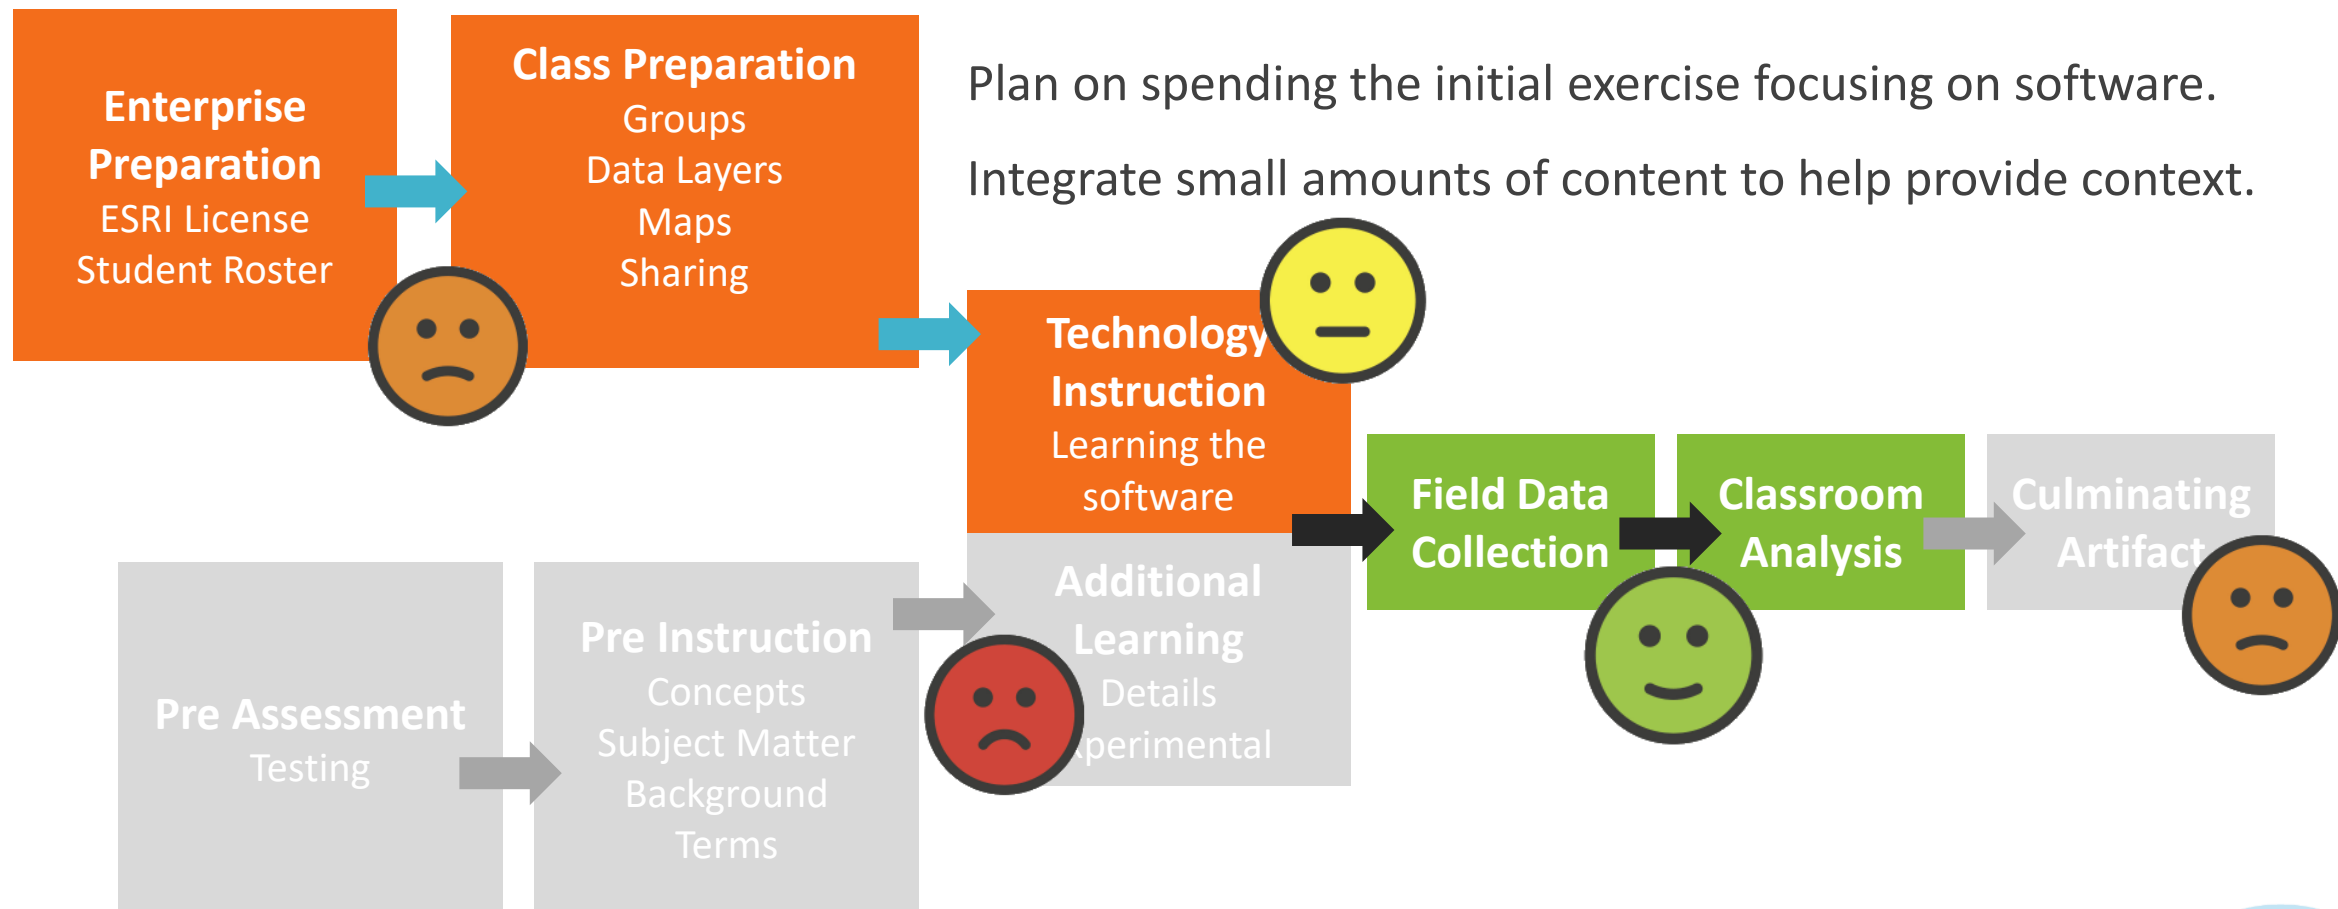 Enterprise
Preparation
ESRI License
Student Roster
Class Preparation
Groups
Data Layers
Maps
Sharing
Plan on spending the initial exercise focusing on software.
Integrate small amounts of content to help provide context.
Technology
Instruction
Learning the
software
Field Data
Collection
Classroom
Analysis
Culminating
Artifact
Pre Assessment
Testing
Pre Instruction
Concepts
Subject Matter
Background
Terms
Additional
Learning
Details